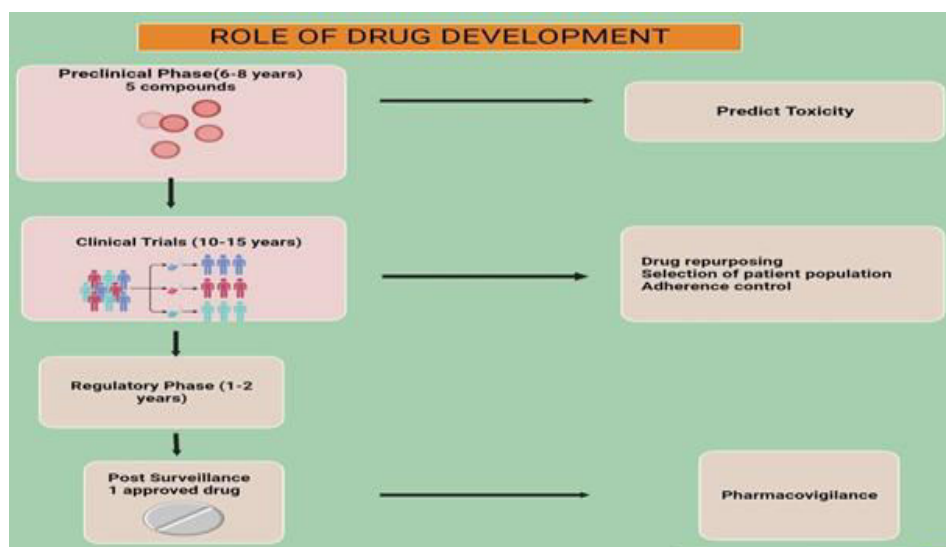 ROLE OF DRUG DEVELOPMENT
Preclinical Phase(6-8 years)
5 compounds
Predict Toxicity
Clinical Trials (10-15 years)
Drug repurposing
Selection of patient population
Adherence control
Regulatory Phase (1-2
years)
Post Surveillance
1 approved drug
Pharmacovigilance